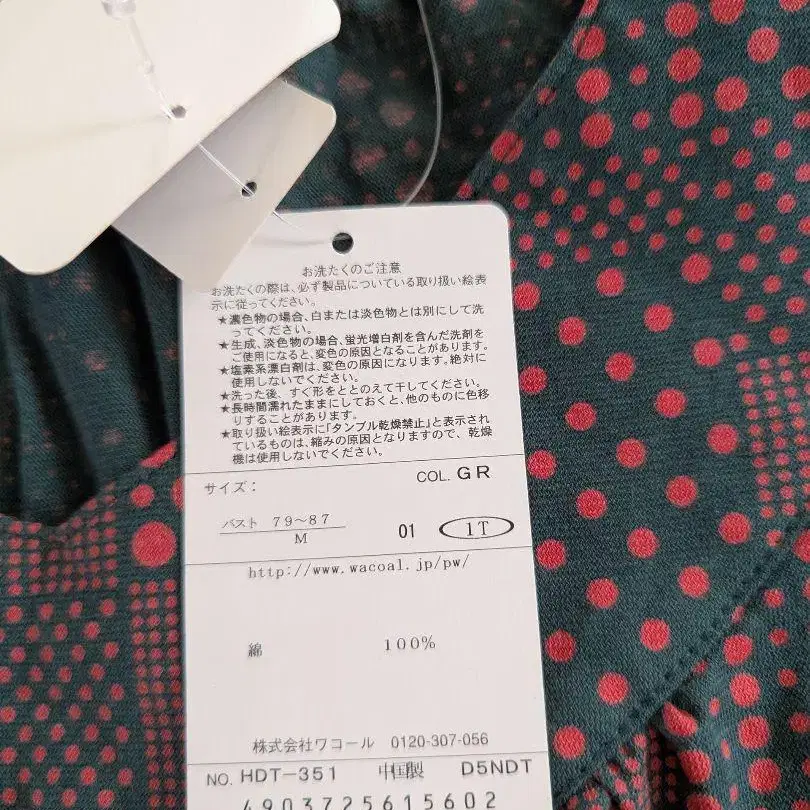 お洗たくのご注意
お洗たくの際は、必ず製品についている取り扱い絵表
示に従ってください。
★濃色物の場合、白または淡色物とは別にして洗
ってください。
★生成、淡色物の場合、蛍光増白剤を含んだ洗剤を
ご使用になると、変色の原因となることがあります。
★塩素系漂白剤は、変色の原因になります。絶対に
使用しないでください。
★洗った後、すぐ形をととのえて干してください。
★長時間濡れたままにしておくと、他のものに色移
りすることがあります。
★取り扱い絵表示に「タンブル乾燥禁止」と表示され
ているものは、縮みの原因となりますので、乾燥
機は使用しないでください。
サイズ： COL. GR
バスト 79〜87
M 01 1T
http://www.wacoal.jp/pw/
綿 100%
株式会社ワコール 0120-307-056
NO. HDT-351 中国製 D5NDT
4903725615602